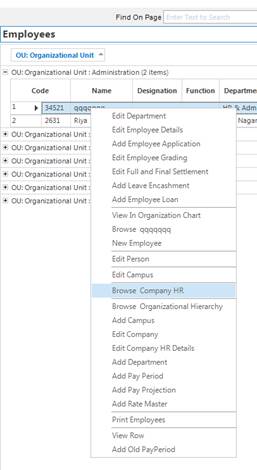 Find On Page Enter Text to Search
Employees
OU: Organizational Unit
OU: Organizational Unit : Administration (2 items)
Code Name Designation Function Departme
1 34521 qqqqqqq HR & Adm
2 2631 Riya Nagar
OU: Organizational Unit :
OU: Organizational Unit :
OU: Organizational Unit :
OU: Organizational Unit :
OU: Organizational Unit :
OU: Organizational Unit :
Edit Department
Edit Employee Details
Add Employee Application
Edit Employee Grading
Edit Full and Final Settlement
Add Leave Encashment
Add Employee Loan
View In Organization Chart
Browse qqqqqqq
New Employee
Edit Person
Edit Campus
Browse Company HR
Browse Organizational Hierarchy
Add Campus
Edit Company
Edit Company HR Details
Add Department
Add Pay Period
Add Pay Projection
Add Rate Master
Print Employees
View Row
Add Old PayPeriod